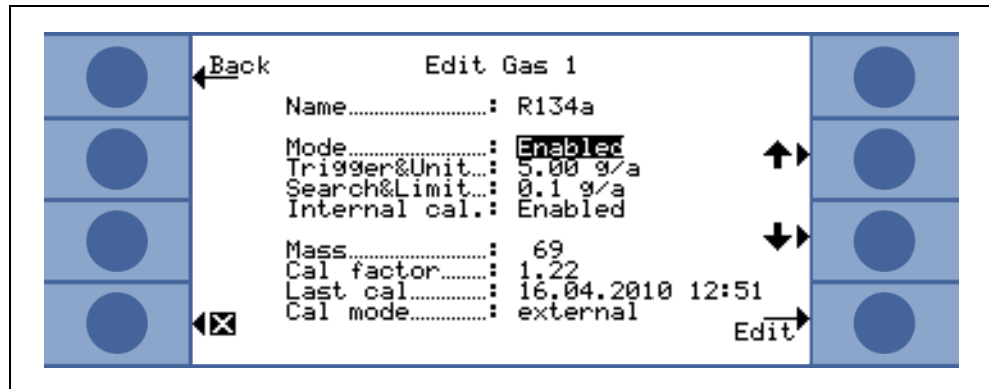 Back
Edit Gas 1
Name......................: R134a
Mode......................: Enabled
Trigger&Unit...: 5.00 g/a
Search&Limit...: 0.1 g/a
Internal cal.: Enabled
Mass......................: 69
Cal factor........: 1.22
Last cal.............: 16.04.2010 12:51
Cal mode............: external
Edit